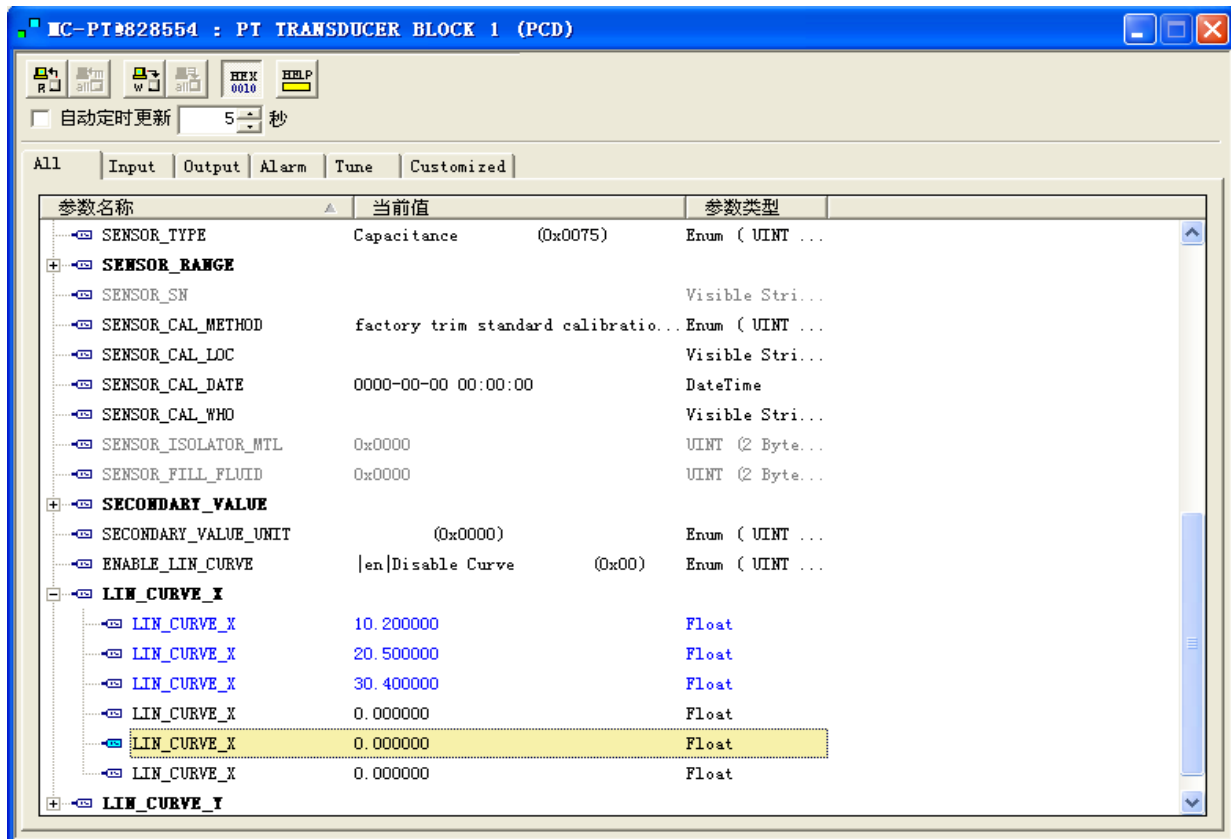 MC-PT0828554 : PT TRANSDUCER BLOCK 1 (PCD)
R all W all HEX 0010 HELP
自动定时更新 5 秒
All Input Output Alarm Tune Customized
参数名称 当前值 参数类型
SENSOR_TYPE Capacitance (0x0075) Enum ( UINT ...
SENSOR_RANGE
SENSOR_SN Visible Stri...
SENSOR_CAL_METHOD factory trim standard calibratio... Enum ( UINT ...
SENSOR_CAL_LOC Visible Stri...
SENSOR_CAL_DATE 0000-00-00 00:00:00 DateTime
SENSOR_CAL_WHO Visible Stri...
SENSOR_ISOLATOR_MTL 0x0000 UINT (2 Byte...
SENSOR_FILL_FLUID 0x0000 UINT (2 Byte...
SECONDARY_VALUE
SECONDARY_VALUE_UNIT (0x0000) Enum ( UINT ...
ENABLE_LIN_CURVE |en|Disable Curve (0x00) Enum ( UINT ...
LIN_CURVE_X
LIN_CURVE_X 10.200000 Float
LIN_CURVE_X 20.500000 Float
LIN_CURVE_X 30.400000 Float
LIN_CURVE_X 0.000000 Float
LIN_CURVE_X 0.000000 Float
LIN_CURVE_X 0.000000 Float
LIN_CURVE_Y